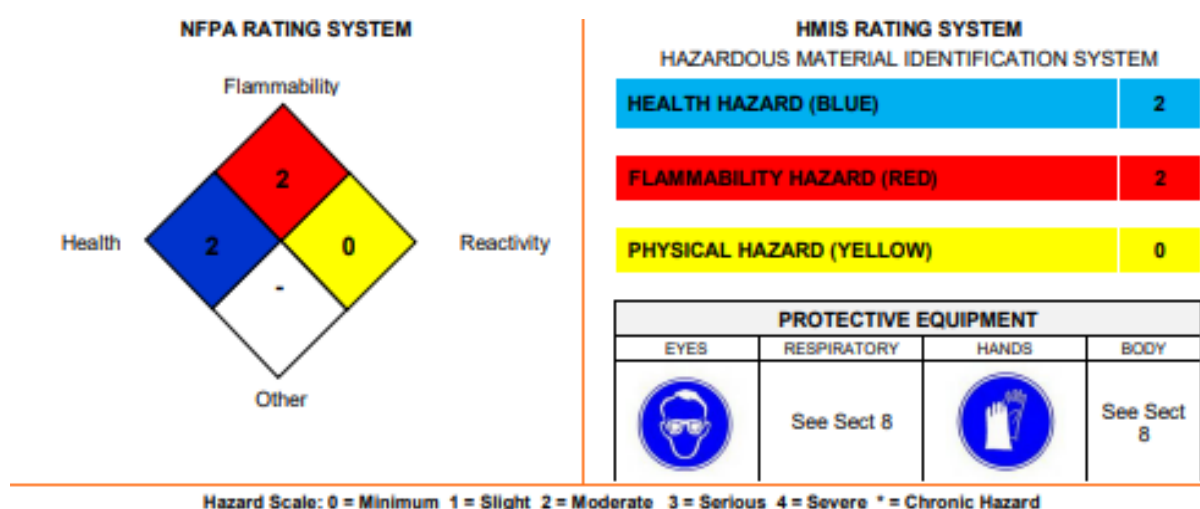 NFPA RATING SYSTEM
Flammability
2
Health
2
0
Reactivity
-
Other
HMIS RATING SYSTEM
HAZARDOUS MATERIAL IDENTIFICATION SYSTEM
HEALTH HAZARD (BLUE) 2
FLAMMABILITY HAZARD (RED) 2
PHYSICAL HAZARD (YELLOW) 0
PROTECTIVE EQUIPMENT
EYES RESPIRATORY HANDS BODY
See Sect 8
See Sect
8
Hazard Scale: 0 = Minimum 1 = Slight 2 = Moderate 3 = Serious 4 = Severe * = Chronic Hazard